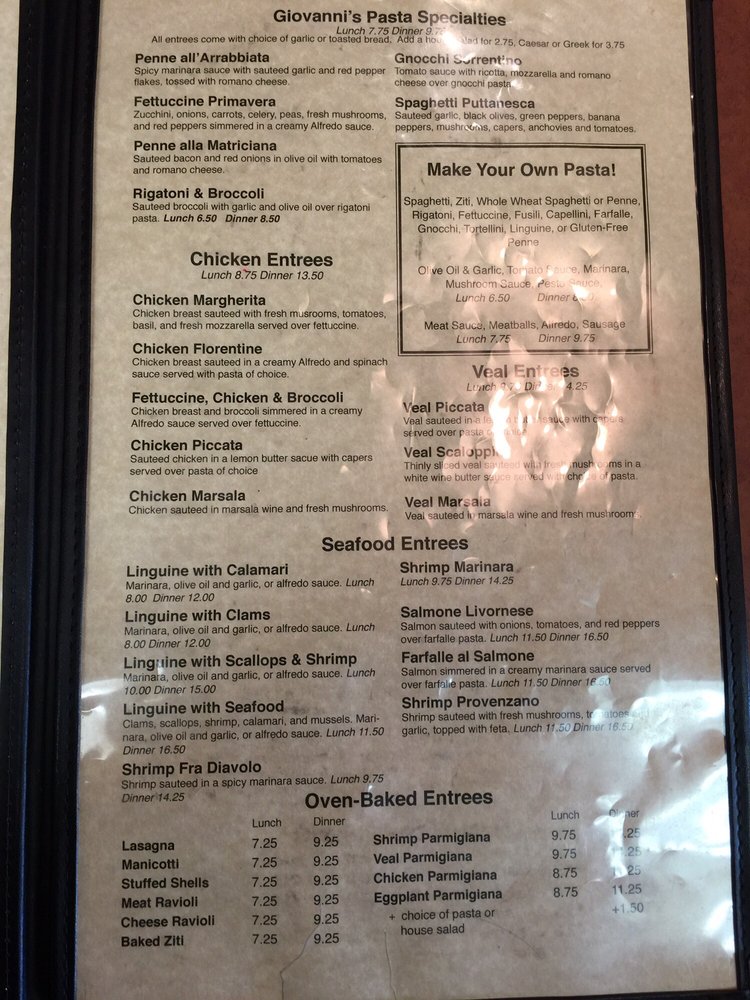 Giovanni's Pasta Specialties
Lunch 7.75 Dinner
All entrees come with choice of garlic or toasted bread. Add a house salad for 2.75, Caesar or Greek for 3.75
Penne all'Arrabbiata
Spicy marinara sauce with sauteed garlic and red pepper
flakes, tossed with romano cheese.
Fettuccine Primavera
Zucchini, onions, carrots, celery, peas, fresh mushrooms,
and red peppers simmered in a creamy Alfredo sauce.
Penne alla Matriciana
Sauteed bacon and red onions in olive oil with tomatoes
and romano cheese.
Rigatoni & Broccoli
Sauteed broccoli with garlic and olive oil over rigatoni
pasta. Lunch 6.50 Dinner 8.50
Gnocchi Sorrentino
Tomato sauce with ricotta, mozzarella and romano
cheese over gnocchi pasta
Spaghetti Puttanesca
Sauteed garlic, black olives, green peppers, banana
peppers, mushrooms, capers, anchovies and tomatoes.
Make Your Own Pasta!
Spaghetti, Ziti, Whole Wheat Spaghetti or Penne,
Rigatoni, Fettuccine, Fusili, Capellini, Farfalle,
Gnocchi, Tortellini, Linguine, or Gluten-Free
Penne
Olive Oil & Garlic, Tomato Sauce, Marinara,
Mushroom Sauce, Pesto Sauce.
Lunch 6.50 Dinner
Meat Sauce, Meatballs, Alfredo, Sausage
Lunch 7.75 Dinner 9.75
Chicken Entrees
Lunch 8.75 Dinner 13.50
Chicken Margherita
Chicken breast sauteed with fresh musrooms, tomatoes,
basil, and fresh mozzarella served over fettuccine.
Chicken Florentine
Chicken breast sauteed in a creamy Alfredo and spinach
sauce served with pasta of choice.
Fettuccine, Chicken & Broccoli
Chicken breast and broccoli simmered in a creamy
Alfredo sauce served over fettuccine.
Chicken Piccata
Sauteed chicken in a lemon butter sacue with capers
served over pasta of choice
Chicken Marsala
Chicken sauteed in marsala wine and fresh mushrooms.
Veal Entrees
Lunch Dinner
Veal Piccata
Veal sauteed in a sauce with capers
served over pasta
Veal Scaloppini
Thinly sliced veal sauteed with fresh mushrooms in a
white wine butter sauce served with choice of pasta.
Veal Marsala
Veal sauteed in marsala wine and fresh mushrooms.
Seafood Entrees
Linguine with Calamari
Marinara, olive oil and garlic, or alfredo sauce. Lunch
8.00 Dinner 12.00
Linguine with Clams
Marinara, olive oil and garlic, or alfredo sauce. Lunch
8.00 Dinner 12.00
Linguine with Scallops & Shrimp
Marinara, olive oil and garlic, or alfredo sauce. Lunch
10.00 Dinner 15.00
Linguine with Seafood
Clams, scallops, shrimp, calamari, and mussels. Mari-
nara, olive oil and garlic, or alfredo sauce. Lunch 11.50
Dinner 16.50
Shrimp Fra Diavolo
Shrimp sauteed in a spicy marinara sauce. Lunch 9.75
Dinner 14.25
Shrimp Marinara
Lunch 9.75 Dinner 14.25
Salmone Livornese
Salmon sauteed with onions, tomatoes, and red peppers
over farfalle pasta. Lunch 11.50 Dinner 16.50
Farfalle al Salmone
Salmon simmered in a creamy marinara sauce served
over farfalle pasta. Lunch 11.50 Dinner 16.50
Shrimp Provenzano
Shrimp sauteed with fresh mushrooms, tomatoes and
garlic, topped with feta. Lunch 11.50 Dinner 16.50
Oven-Baked Entrees
Lunch Dinner
Lasagna 7.25 9.25
Manicotti 7.25 9.25
Stuffed Shells 7.25 9.25
Meat Ravioli 7.25 9.25
Cheese Ravioli 7.25 9.25
Baked Ziti 7.25 9.25
Lunch Dinner
Shrimp Parmigiana 9.75
Veal Parmigiana 9.75
Chicken Parmigiana 8.75
Eggplant Parmigiana 8.75 11.25
+ choice of pasta or +1.50
house salad